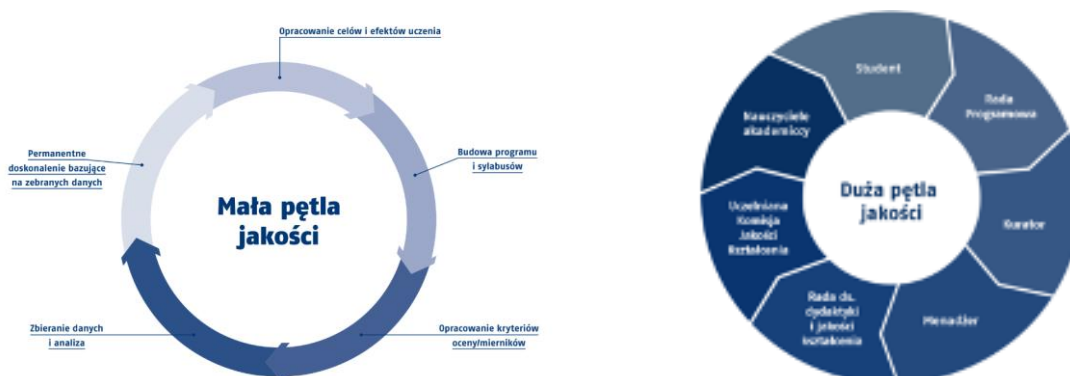 Opracowanie celów i efektów uczenia
Budowa programu
i sylabusów
Opracowanie kryteriów
oceny/mierników
Zbieranie danych
i analiza
Permanentne
doskonalenie bazujące
na zebranych danych
Mała pętla
jakości
Student
Rada
Programowa
Kurator
Menadżer
Rada ds.
dydaktyki
i jakości
kształcenia
Uczelniana
Komisja
Jakości
Kształcenia
Nauczyciele
akademiccy
Duża pętla
jakości